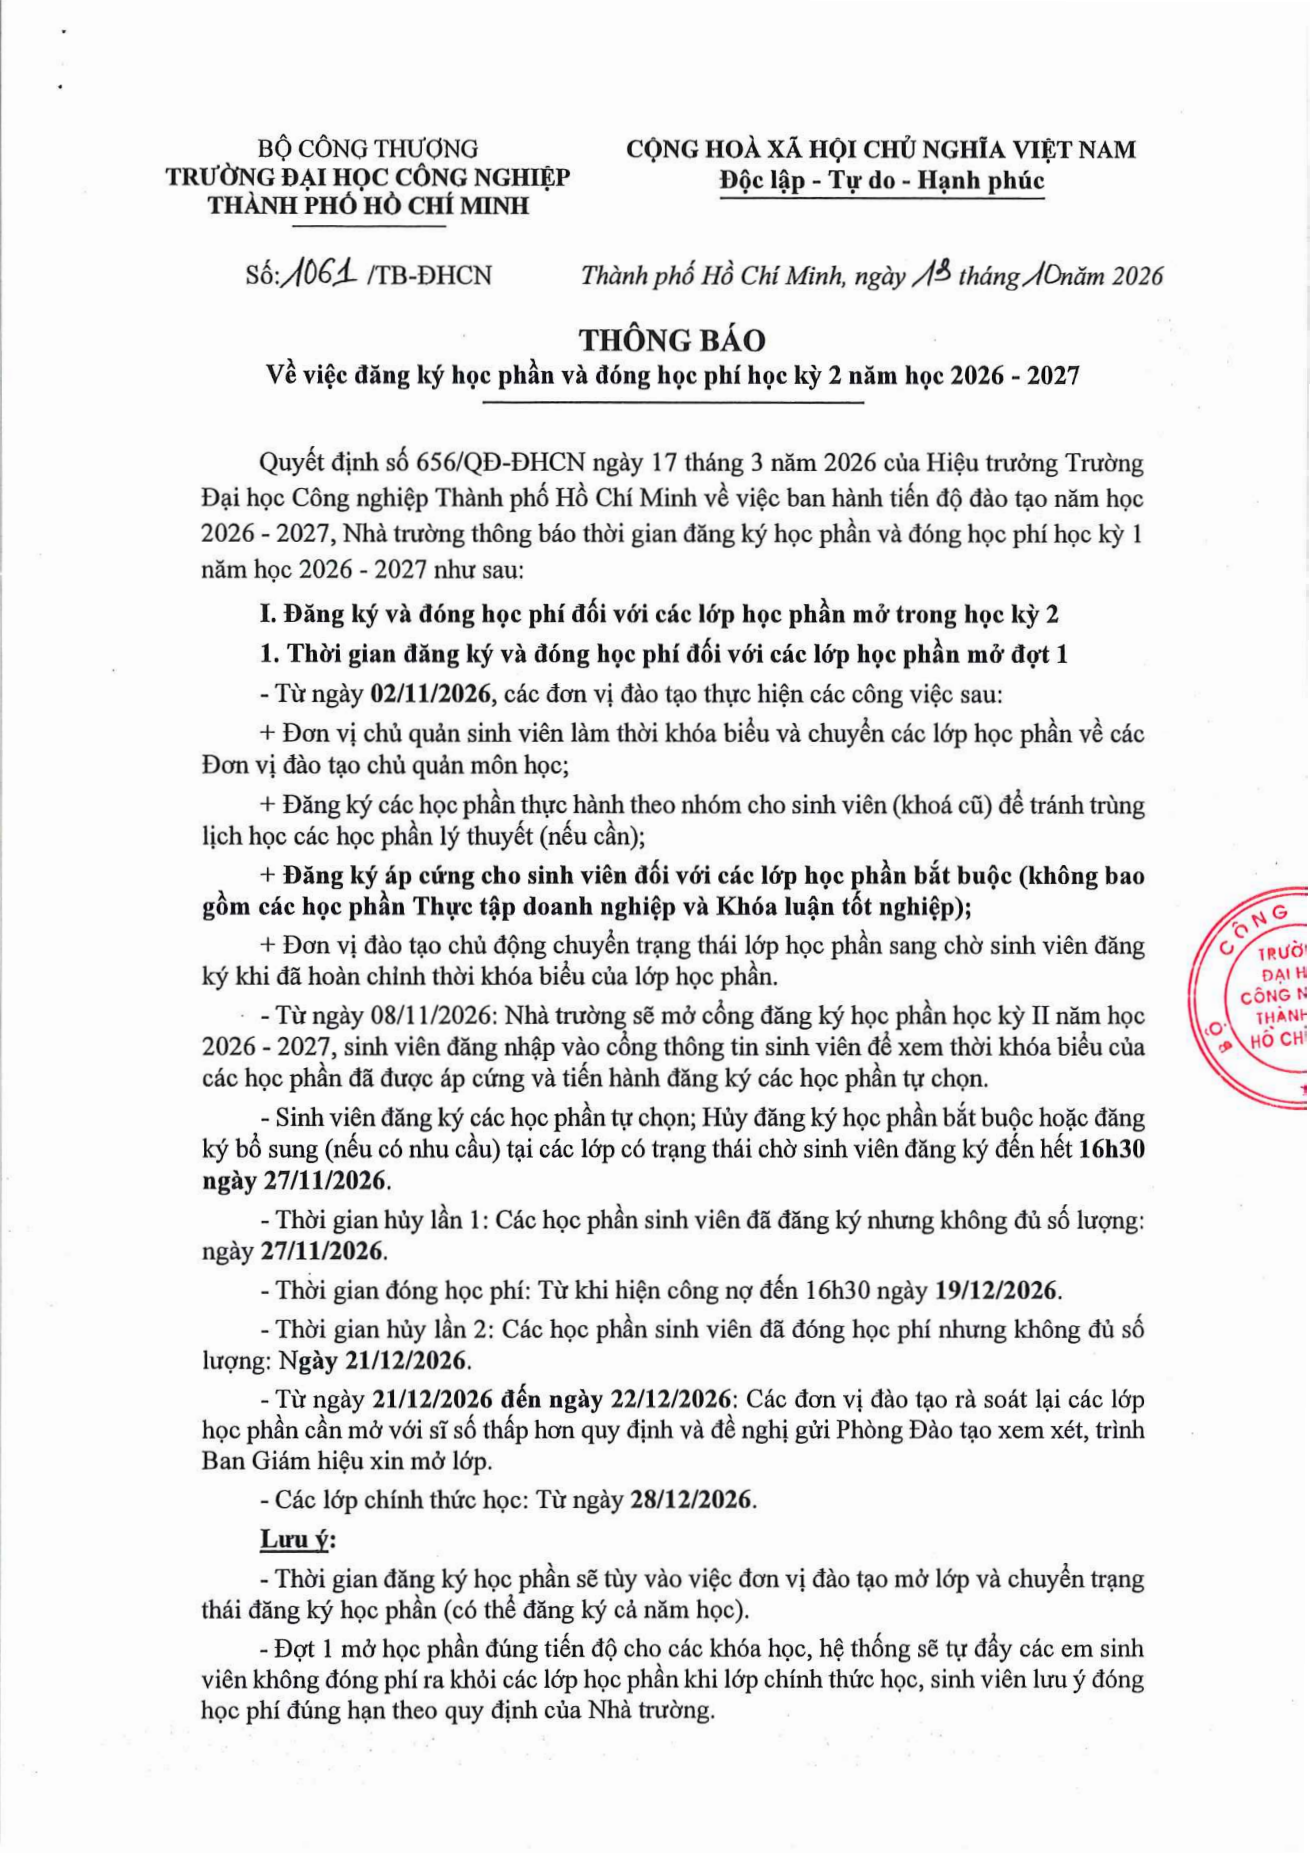 BỘ CÔNG THƯƠNG
TRƯỜNG ĐẠI HỌC CÔNG NGHIỆP
THÀNH PHỐ HỒ CHÍ MINH
CỘNG HOÀ XÃ HỘI CHỦ NGHĨA VIỆT NAM
Độc lập - Tự do - Hạnh phúc
Số: 1061 /TB-ĐHCN
Thành phố Hồ Chí Minh, ngày 13 tháng 10 năm 2026
THÔNG BÁO
Về việc đăng ký học phần và đóng học phí học kỳ 2 năm học 2026 - 2027
Quyết định số 656/QĐ-ĐHCN ngày 17 tháng 3 năm 2026 của Hiệu trưởng Trường
Đại học Công nghiệp Thành phố Hồ Chí Minh về việc ban hành tiến độ đào tạo năm học
2026 - 2027, Nhà trường thông báo thời gian đăng ký học phần và đóng học phí học kỳ 1
năm học 2026 - 2027 như sau:
I. Đăng ký và đóng học phí đối với các lớp học phần mở trong học kỳ 2
1. Thời gian đăng ký và đóng học phí đối với các lớp học phần mở đợt 1
- Từ ngày 02/11/2026, các đơn vị đào tạo thực hiện các công việc sau:
+ Đơn vị chủ quản sinh viên làm thời khóa biểu và chuyển các lớp học phần về các
Đơn vị đào tạo chủ quản môn học;
+ Đăng ký các học phần thực hành theo nhóm cho sinh viên (khoá cũ) để tránh trùng
lịch học các học phần lý thuyết (nếu cần);
+ Đăng ký áp cứng cho sinh viên đối với các lớp học phần bắt buộc (không bao
gồm các học phần Thực tập doanh nghiệp và Khóa luận tốt nghiệp);
+ Đơn vị đào tạo chủ động chuyển trạng thái lớp học phần sang chờ sinh viên đăng
ký khi đã hoàn chỉnh thời khóa biểu của lớp học phần.
- Từ ngày 08/11/2026: Nhà trường sẽ mở cổng đăng ký học phần học kỳ II năm học
2026 - 2027, sinh viên đăng nhập vào cổng thông tin sinh viên để xem thời khóa biểu của
các học phần đã được áp cứng và tiến hành đăng ký các học phần tự chọn.
- Sinh viên đăng ký các học phần tự chọn; Hủy đăng ký học phần bắt buộc hoặc đăng
ký bổ sung (nếu có nhu cầu) tại các lớp có trạng thái chờ sinh viên đăng ký đến hết 16h30
ngày 27/11/2026.
- Thời gian hủy lần 1: Các học phần sinh viên đã đăng ký nhưng không đủ số lượng:
ngày 27/11/2026.
- Thời gian đóng học phí: Từ khi hiện công nợ đến 16h30 ngày 19/12/2026.
- Thời gian hủy lần 2: Các học phần sinh viên đã đóng học phí nhưng không đủ số
lượng: Ngày 21/12/2026.
- Từ ngày 21/12/2026 đến ngày 22/12/2026: Các đơn vị đào tạo rà soát lại các lớp
học phần cần mở với sĩ số thấp hơn quy định và đề nghị gửi Phòng Đào tạo xem xét, trình
Ban Giám hiệu xin mở lớp.
- Các lớp chính thức học: Từ ngày 28/12/2026.
Lưu ý:
- Thời gian đăng ký học phần sẽ tùy vào việc đơn vị đào tạo mở lớp và chuyển trạng
thái đăng ký học phần (có thể đăng ký cả năm học).
- Đợt 1 mở học phần đúng tiến độ cho các khóa học, hệ thống sẽ tự đẩy các em sinh
viên không đóng phí ra khỏi các lớp học phần khi lớp chính thức học, sinh viên lưu ý đóng
học phí đúng hạn theo quy định của Nhà trường.
BỘ CÔNG
ĐẠI H
CÔNG N
THÀNH
HỒ CH